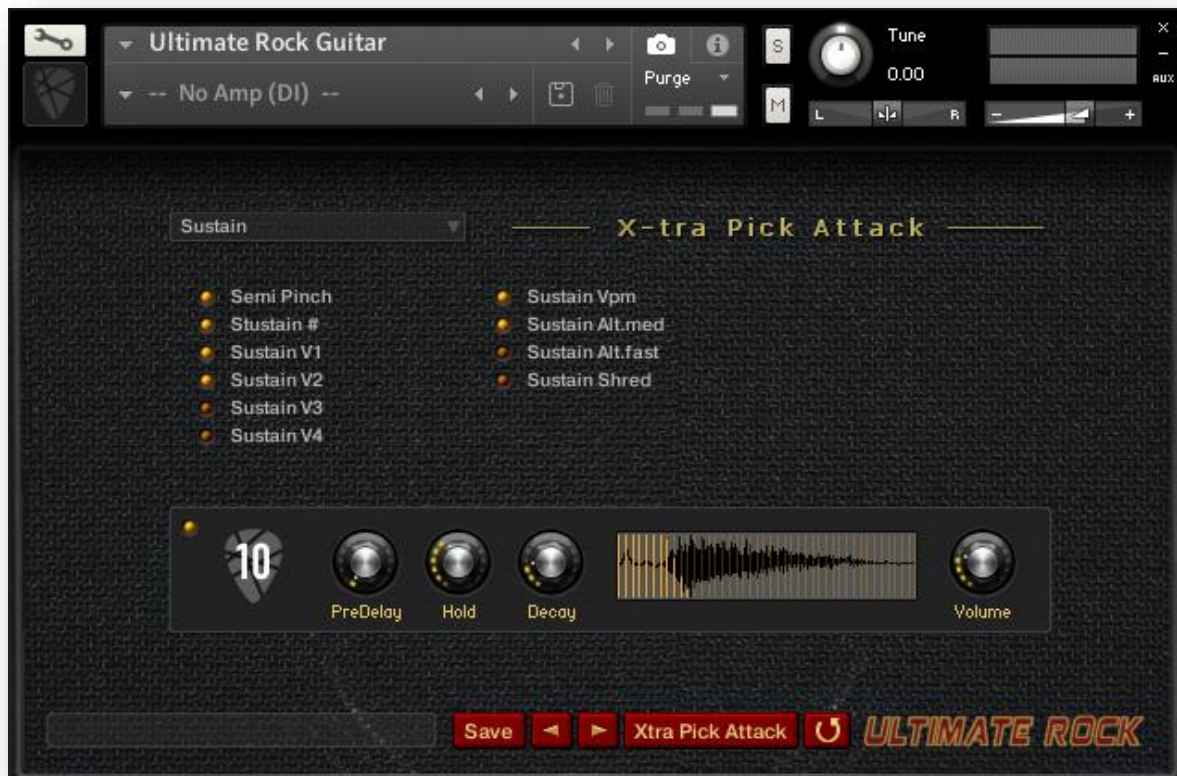 Ultimate Rock Guitar
-- No Amp (DI) --
Purge
S
M
Tune
0.00
L R
- +
×
-
AUX
Sustain
X-tra Pick Attack
Semi Pinch
Stustain #
Sustain V1
Sustain V2
Sustain V3
Sustain V4
Sustain Vpm
Sustain Alt.med
Sustain Alt.fast
Sustain Shred
10
PreDelay Hold Decay Volume
Save Xtra Pick Attack ULTIMATE ROCK